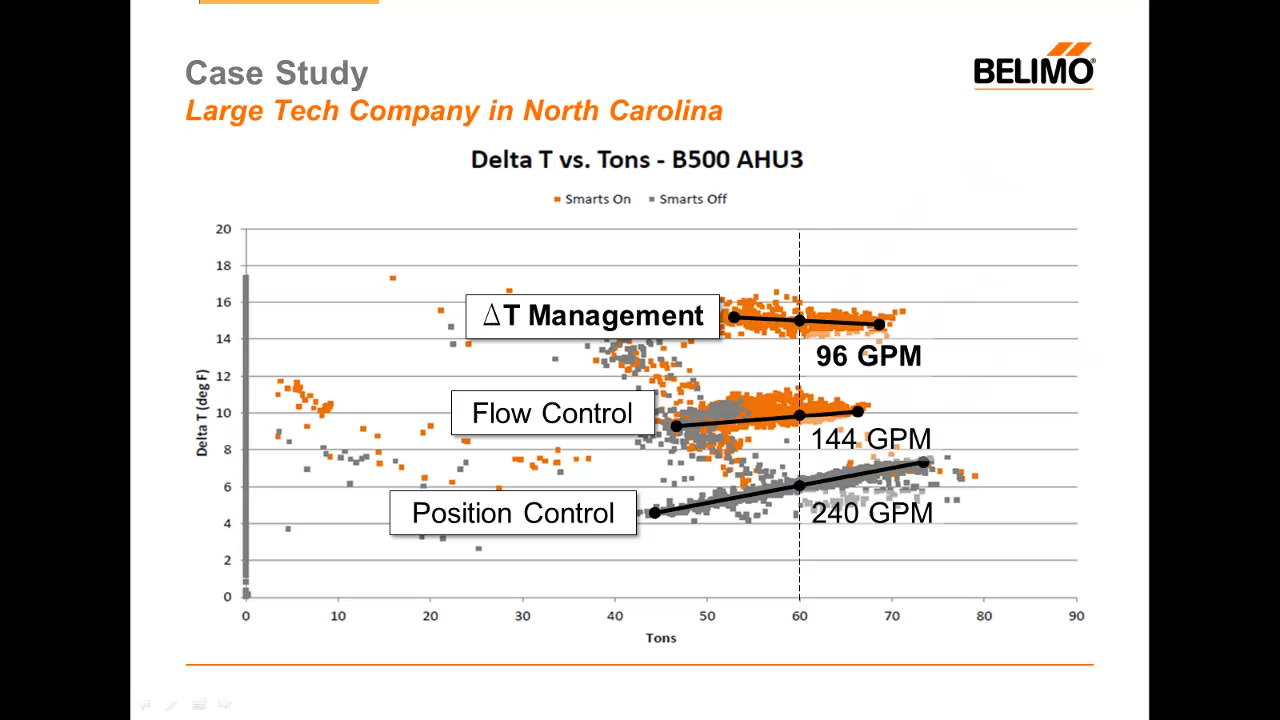 Case Study
BELIMO®
Large Tech Company in North Carolina
Delta T vs. Tons - B500 AHU3
Smarts On Smarts Off
20
18
16
14
12
10
8
6
4
2
0
Delta T (deg F)
ΔT Management
96 GPM
Flow Control
144 GPM
Position Control
240 GPM
0 10 20 30 40 50 60 70 80 90
Tons